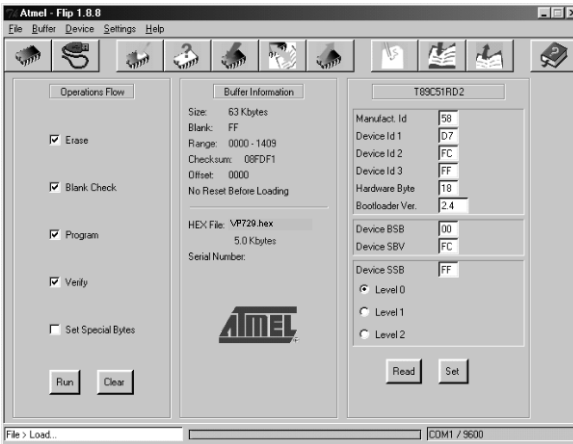 Atmel - Flip 1.8.8
File Buffer Device Settings Help
Operations Flow
Erase
Blank Check
Program
Verify
Set Special Bytes
Run Clear
Buffer Information
Size: 63 Kbytes
Blank: FF
Range: 0000 - 1409
Checksum: 08FDF1
Offset: 0000
No Reset Before Loading
HEX File: VP729.hex
5.0 Kbytes
Serial Number:
ATMEL
T89C51RD2
Manufact. Id 58
Device Id 1 D7
Device Id 2 FC
Device Id 3 FF
Hardware Byte 18
Bootloader Ver. 2.4
Device BSB 00
Device SBV FC
Device SSB FF
Level 0
Level 1
Level 2
Read Set
File > Load...
COM1 / 9600